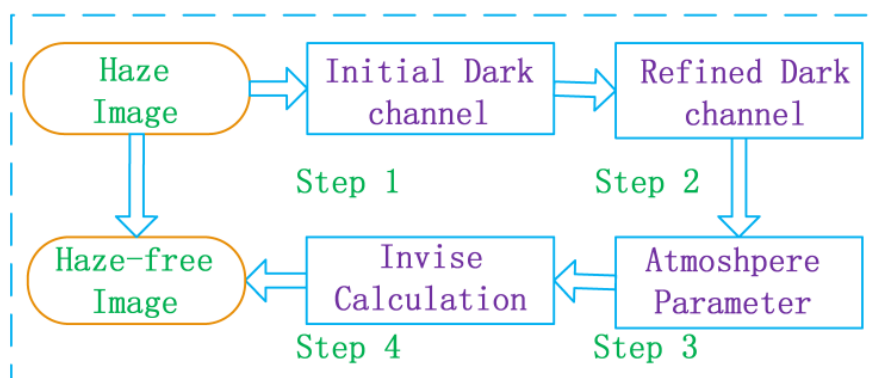 Haze
Image
Initial Dark
channel
Refined Dark
channel
Step 1
Step 2
Haze-free
Image
Invise
Calculation
Atmoshpere
Parameter
Step 4
Step 3